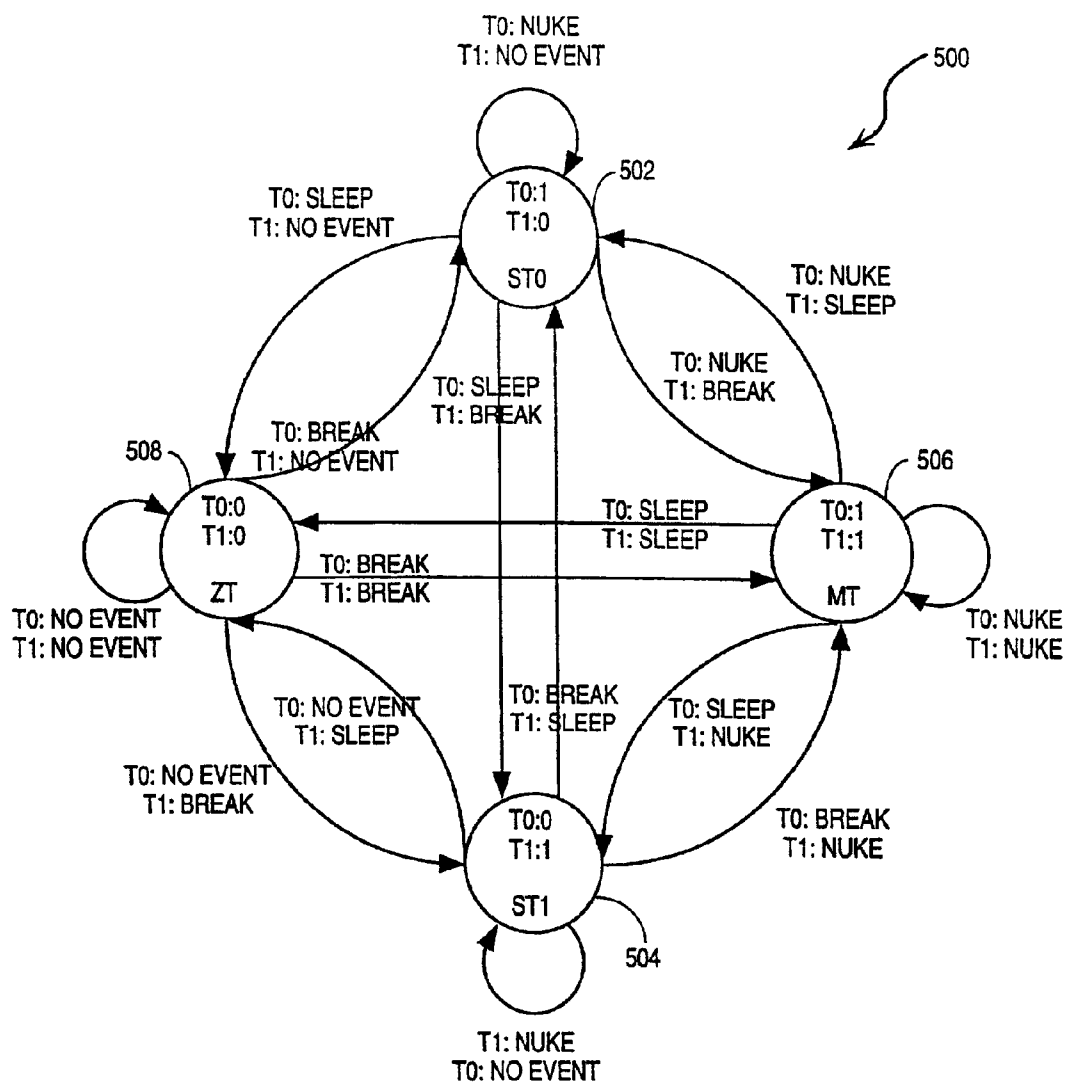 T0: NUKE
T1: NO EVENT
500
502
T0:1
T1:0
ST0
T0: SLEEP
T1: NO EVENT
T0: NUKE
T1: SLEEP
T0: NUKE
T1: BREAK
T0: SLEEP
T1: BREAK
T0: BREAK
T1: NO EVENT
508
506
T0:0
T1:0
ZT
T0:1
T1:1
MT
T0: SLEEP
T1: SLEEP
T0: BREAK
T1: BREAK
T0: NO EVENT
T1: NO EVENT
T0: NUKE
T1: NUKE
T0: NO EVENT
T1: SLEEP
T0: BREAK
T1: SLEEP
T0: SLEEP
T1: NUKE
T0: NO EVENT
T1: BREAK
T0: BREAK
T1: NUKE
T0:0
T1:1
ST1
504
T1: NUKE
T0: NO EVENT